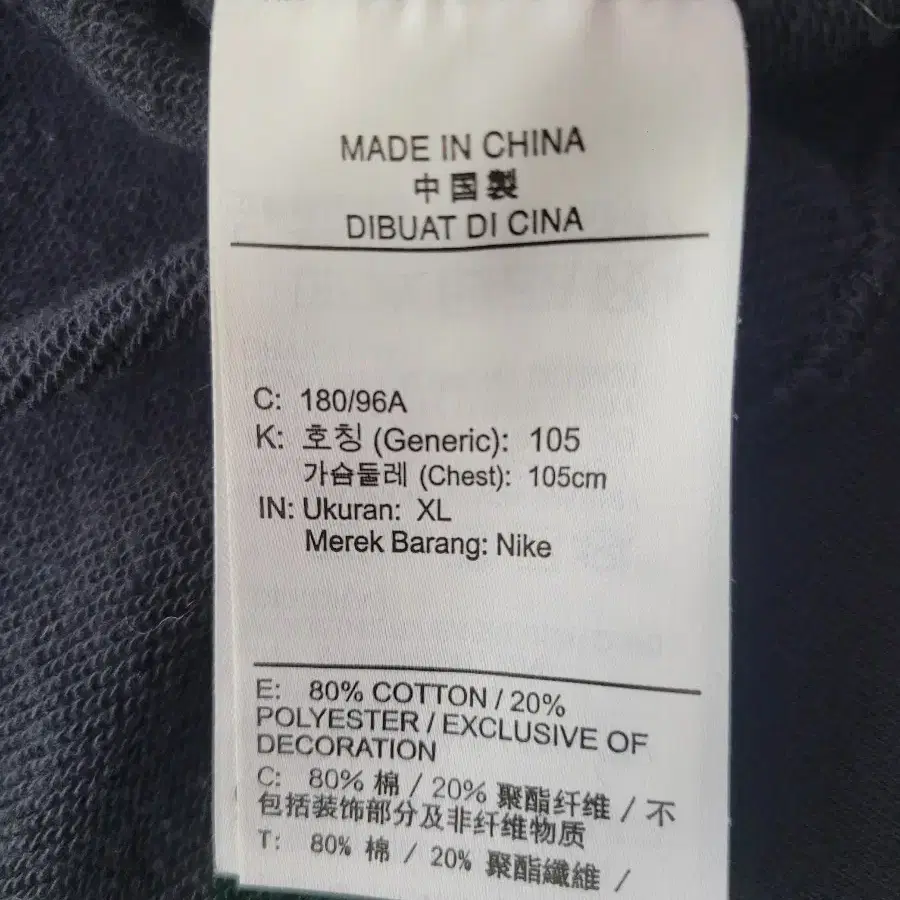 MADE IN CHINA
中国製
DIBUAT DI CINA
C: 180/96A
K: 호칭 (Generic): 105
가슴둘레 (Chest): 105cm
IN: Ukuran: XL
Merek Barang: Nike
E: 80% COTTON / 20%
POLYESTER / EXCLUSIVE OF
DECORATION
C: 80% 棉 / 20% 聚酯纤维 / 不
包括装饰部分及非纤维物质
T: 80% 棉 / 20% 聚酯纖維 /